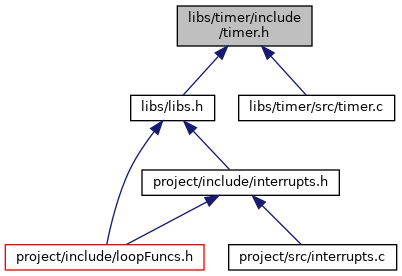 libs/timer/include
/timer.h
libs/libs.h
libs/timer/src/timer.c
project/include/interrupts.h
project/include/loopFuncs.h
project/src/interrupts.c